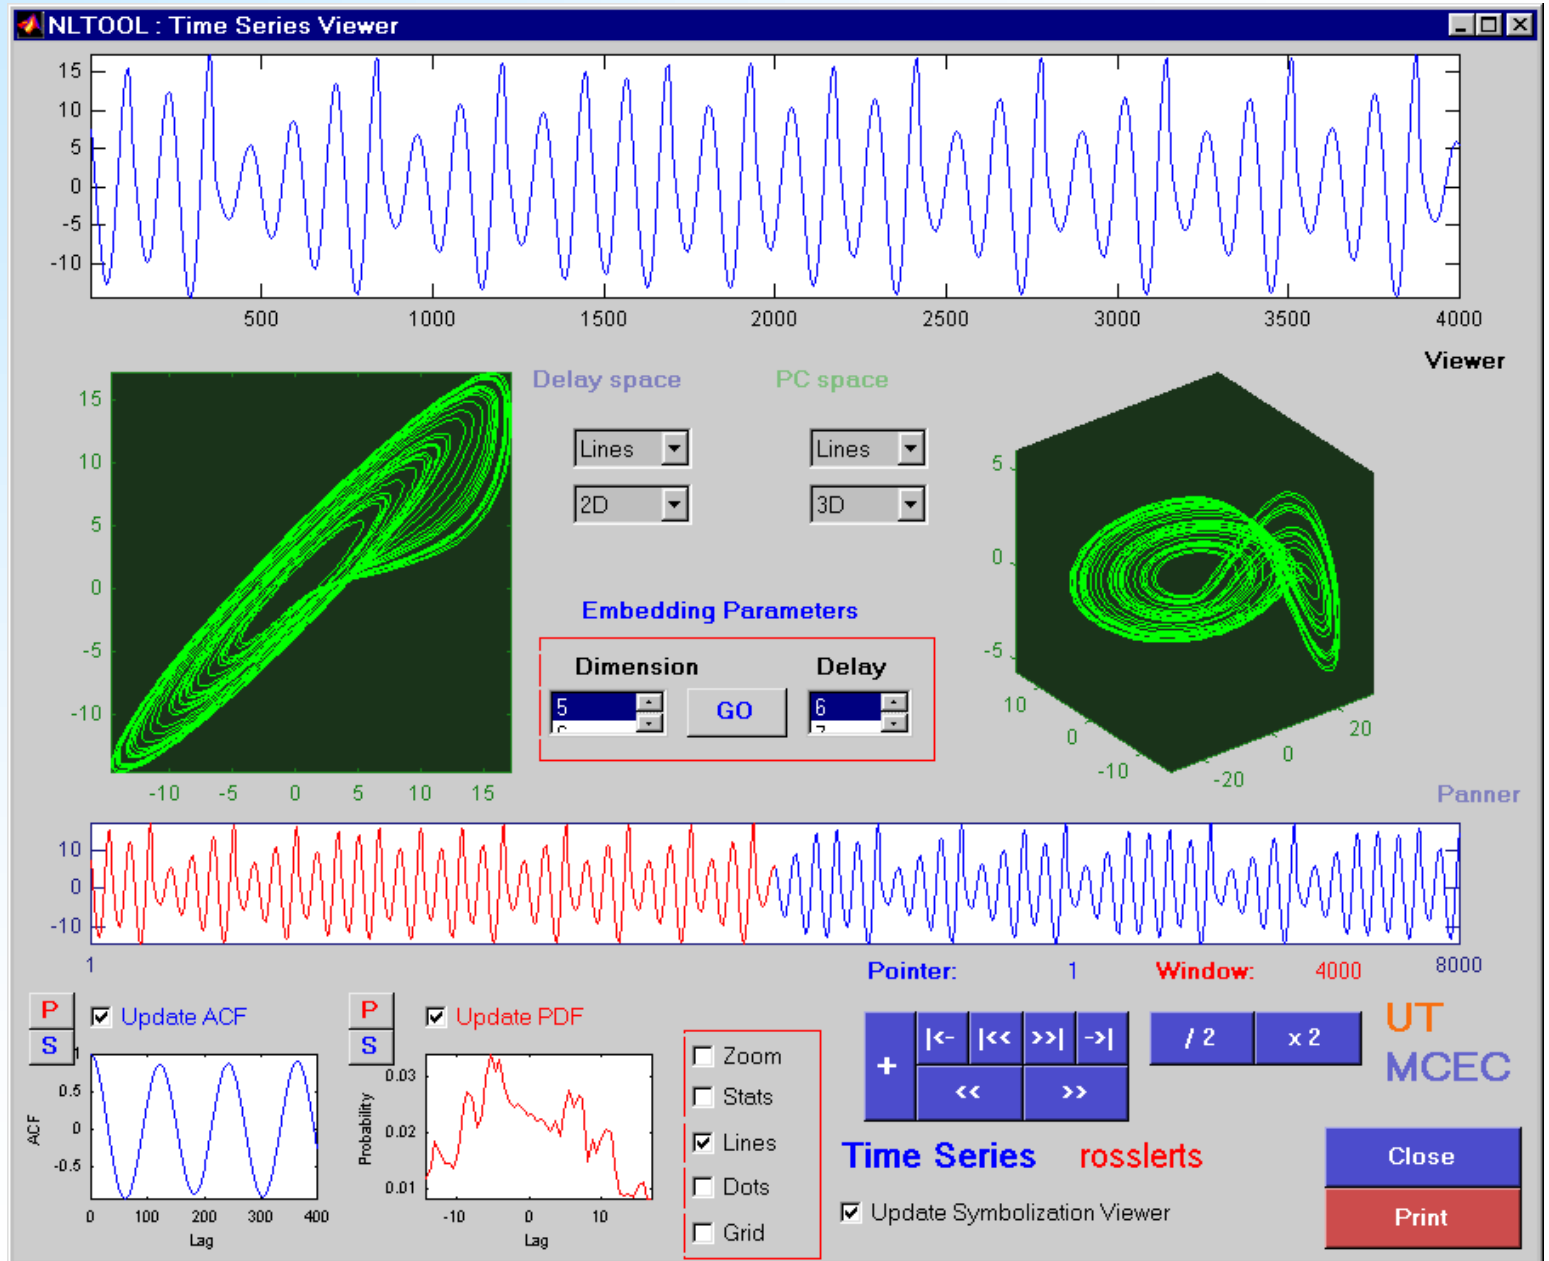 NLTOOL : Time Series Viewer
15
10
5
0
-5
-10
500 1000 1500 2000 2500 3000 3500 4000
Viewer
Delay space PC space
Lines Lines
2D 3D
15
10
5
0
-5
-10
-10 -5 0 5 10 15
5
0
-5
10 0 -10 -20 0 20
Embedding Parameters
Dimension Delay
5 GO 6
Panner
10
0
-10
1 8000
Pointer: 1 Window: 4000
P
S
Update ACF
P
S
Update PDF
ACF
0.5
0
-0.5
0 100 200 300 400
Lag
Probability
0.03
0.02
0.01
-10 0 10
Lag
Zoom
Stats
Lines
Dots
Grid
+ |<- |<< >>| ->|
<< >>
/ 2 x 2
UT
MCEC
Time Series rosslerts
Update Symbolization Viewer
Close
Print